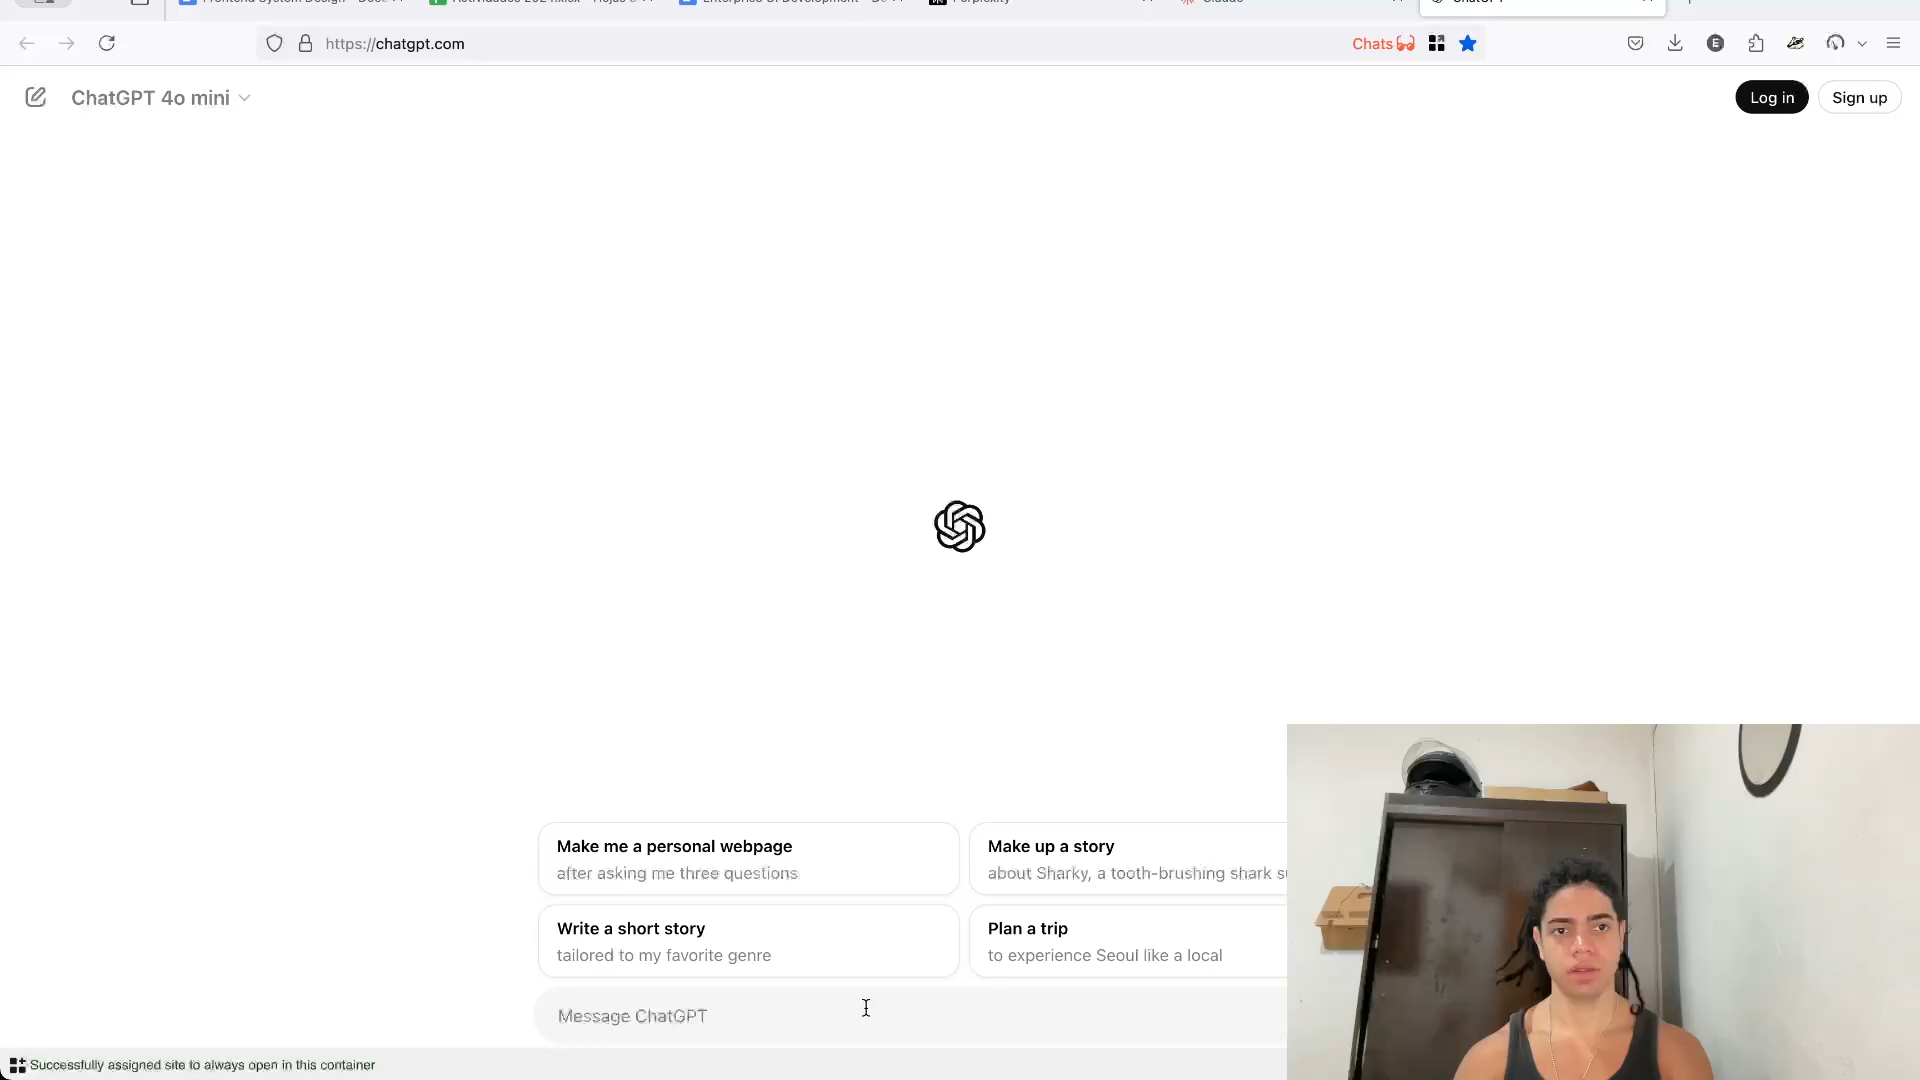 https://chatgpt.com
Chats
E
ChatGPT 4o mini
Log in
Sign up
Make me a personal webpage
after asking me three questions
Make up a story
about Sharky, a tooth-brushing shark
Write a short story
tailored to my favorite genre
Plan a trip
to experience Seoul like a local
Message ChatGPT
Successfully assigned site to always open in this container